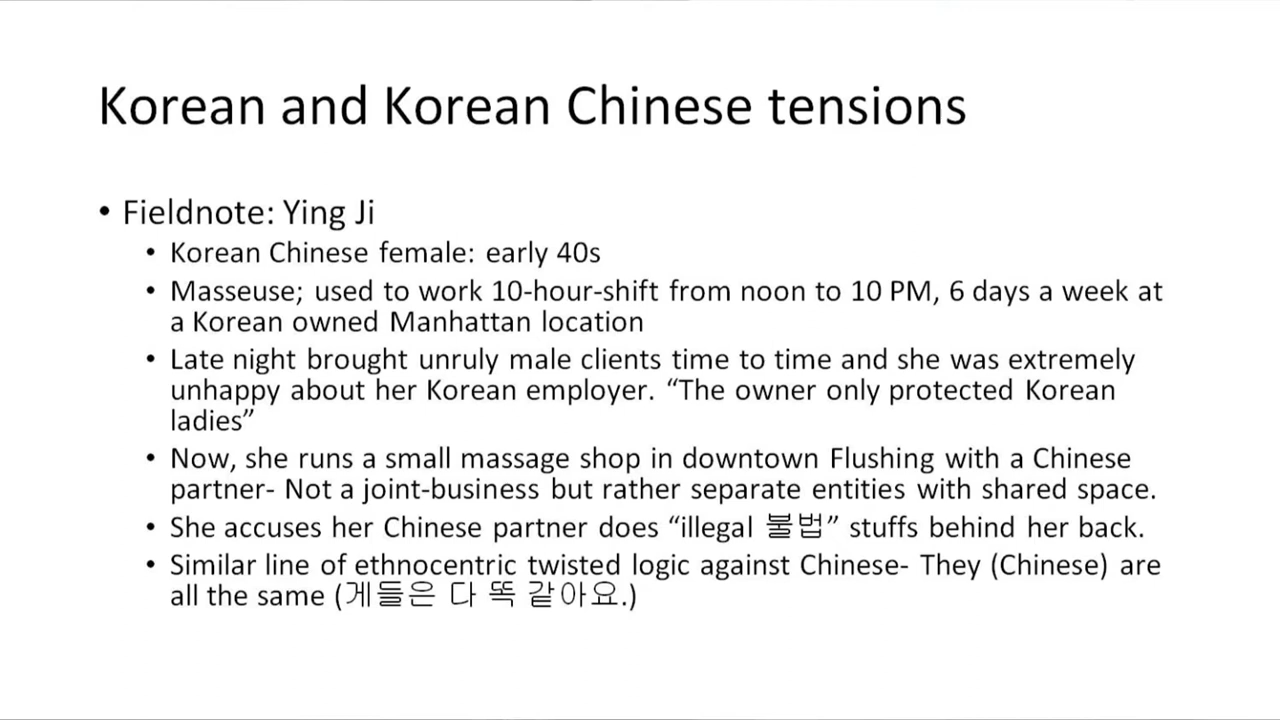 Korean and Korean Chinese tensions
• Fieldnote: Ying Ji
• Korean Chinese female: early 40s
• Masseuse; used to work 10-hour-shift from noon to 10 PM, 6 days a week at
a Korean owned Manhattan location
• Late night brought unruly male clients time to time and she was extremely
unhappy about her Korean employer. “The owner only protected Korean
ladies”
• Now, she runs a small massage shop in downtown Flushing with a Chinese
partner- Not a joint-business but rather separate entities with shared space.
• She accuses her Chinese partner does “illegal 불법” stuffs behind her back.
• Similar line of ethnocentric twisted logic against Chinese- They (Chinese) are
all the same (게들은 다 똑 같아요.)